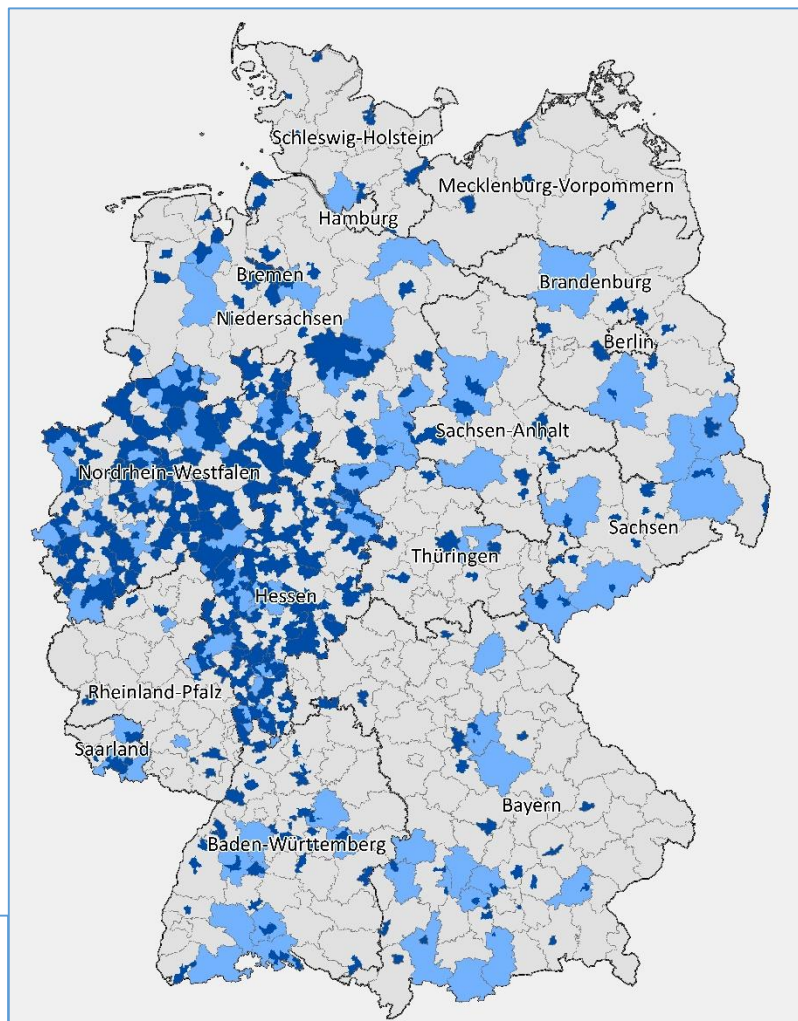 Schleswig-Holstein
Mecklenburg-Vorpommern
Hamburg
Bremen
Brandenburg
Niedersachsen
Berlin
Sachsen-Anhalt
Nordrhein-Westfalen
Sachsen
Thüringen
Hessen
Rheinland-Pfalz
Saarland
Bayern
Baden-Württemberg